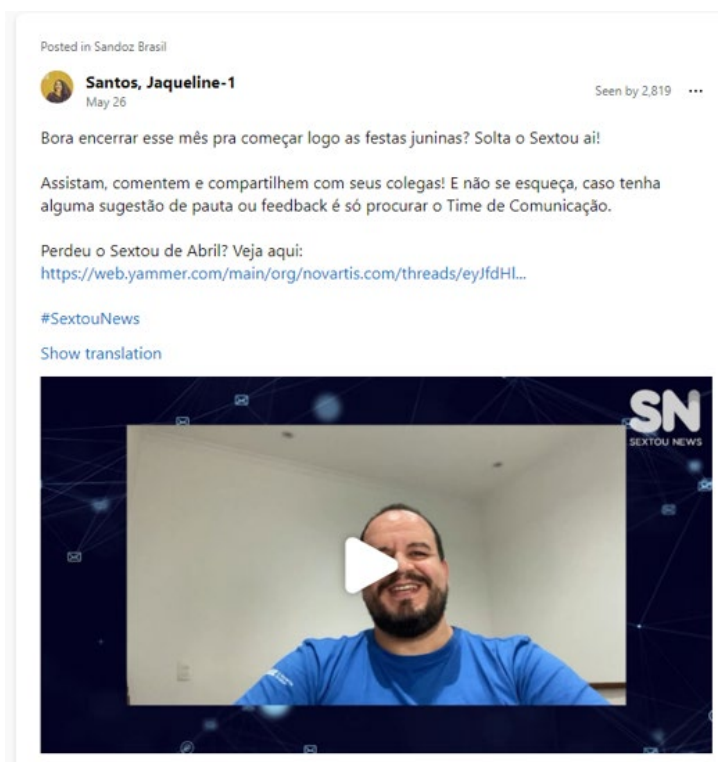 Posted in Sandoz Brasil
Santos, Jaqueline-1
May 26
Seen by 2,819
Bora encerrar esse mês pra começar logo as festas juninas? Solta o Sextou ai!
Assistam, comentem e compartilhem com seus colegas! E não se esqueça, caso tenha
alguma sugestão de pauta ou feedback é só procurar o Time de Comunicação.
Perdeu o Sextou de Abril? Veja aqui:
https://web.yammer.com/main/org/novartis.com/threads/eyJfdHl...
#SextouNews
Show translation
SN
SEXTOU NEWS